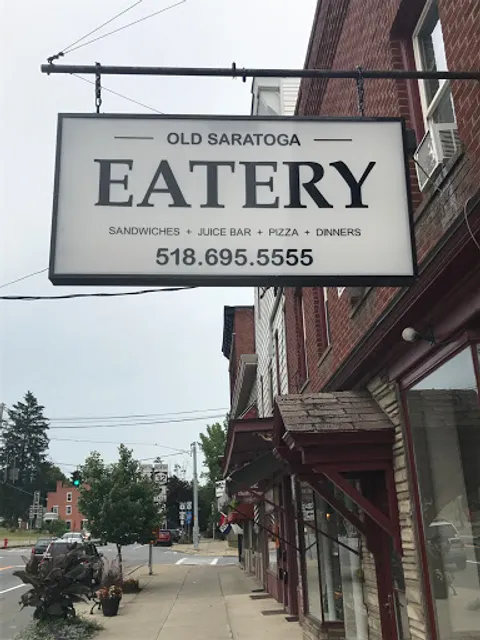 OLD SARATOGA
EATERY
SANDWICHES + JUICE BAR + PIZZA + DINNERS
518.695.5555